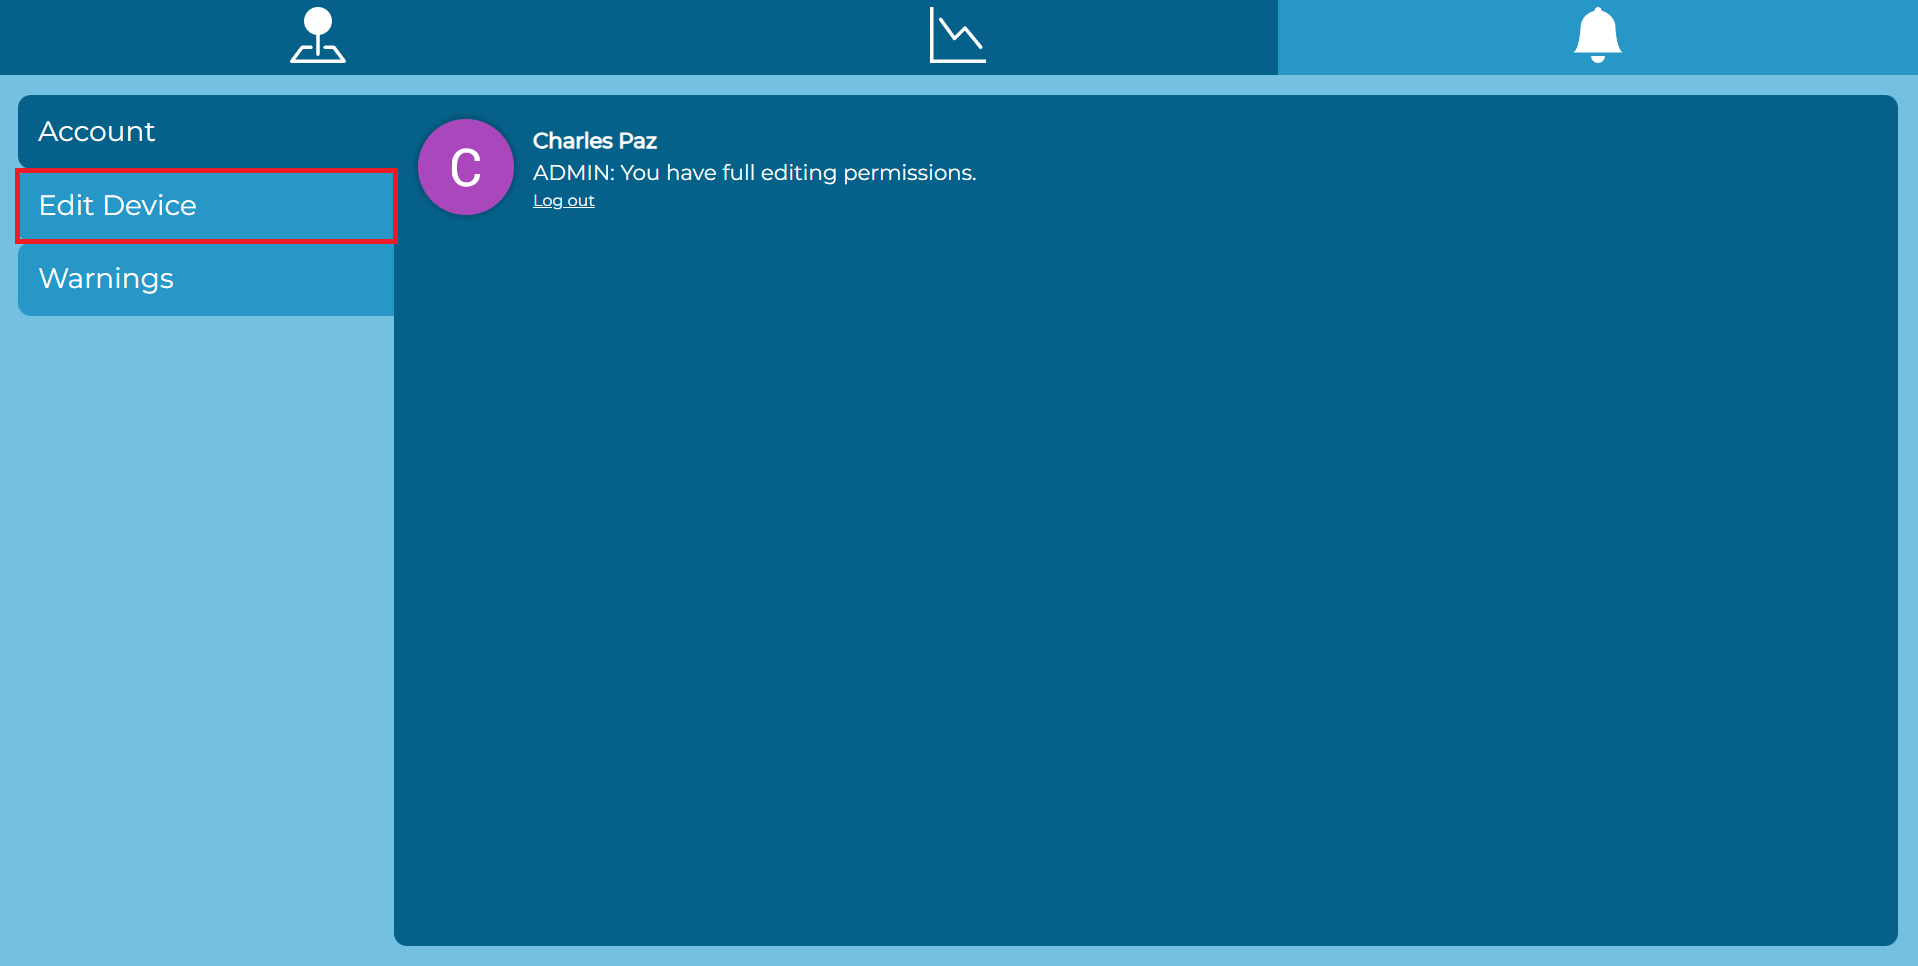 Account
Edit Device
Warnings
C
Charles Paz
ADMIN: You have full editing permissions.
Log out